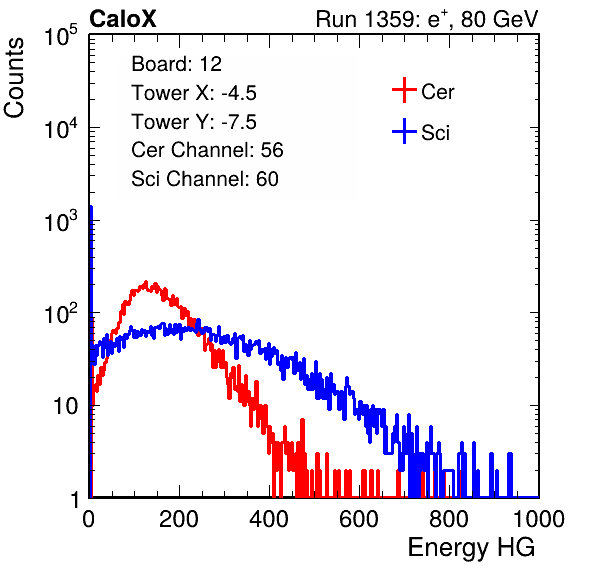 CaloX Run 1359: e⁺, 80 GeV
Counts
10⁵
10⁴
10³
10²
10
1
Board: 12
Tower X: -4.5
Tower Y: -7.5
Cer Channel: 56
Sci Channel: 60
Cer
Sci
0 200 400 600 800 1000
Energy HG